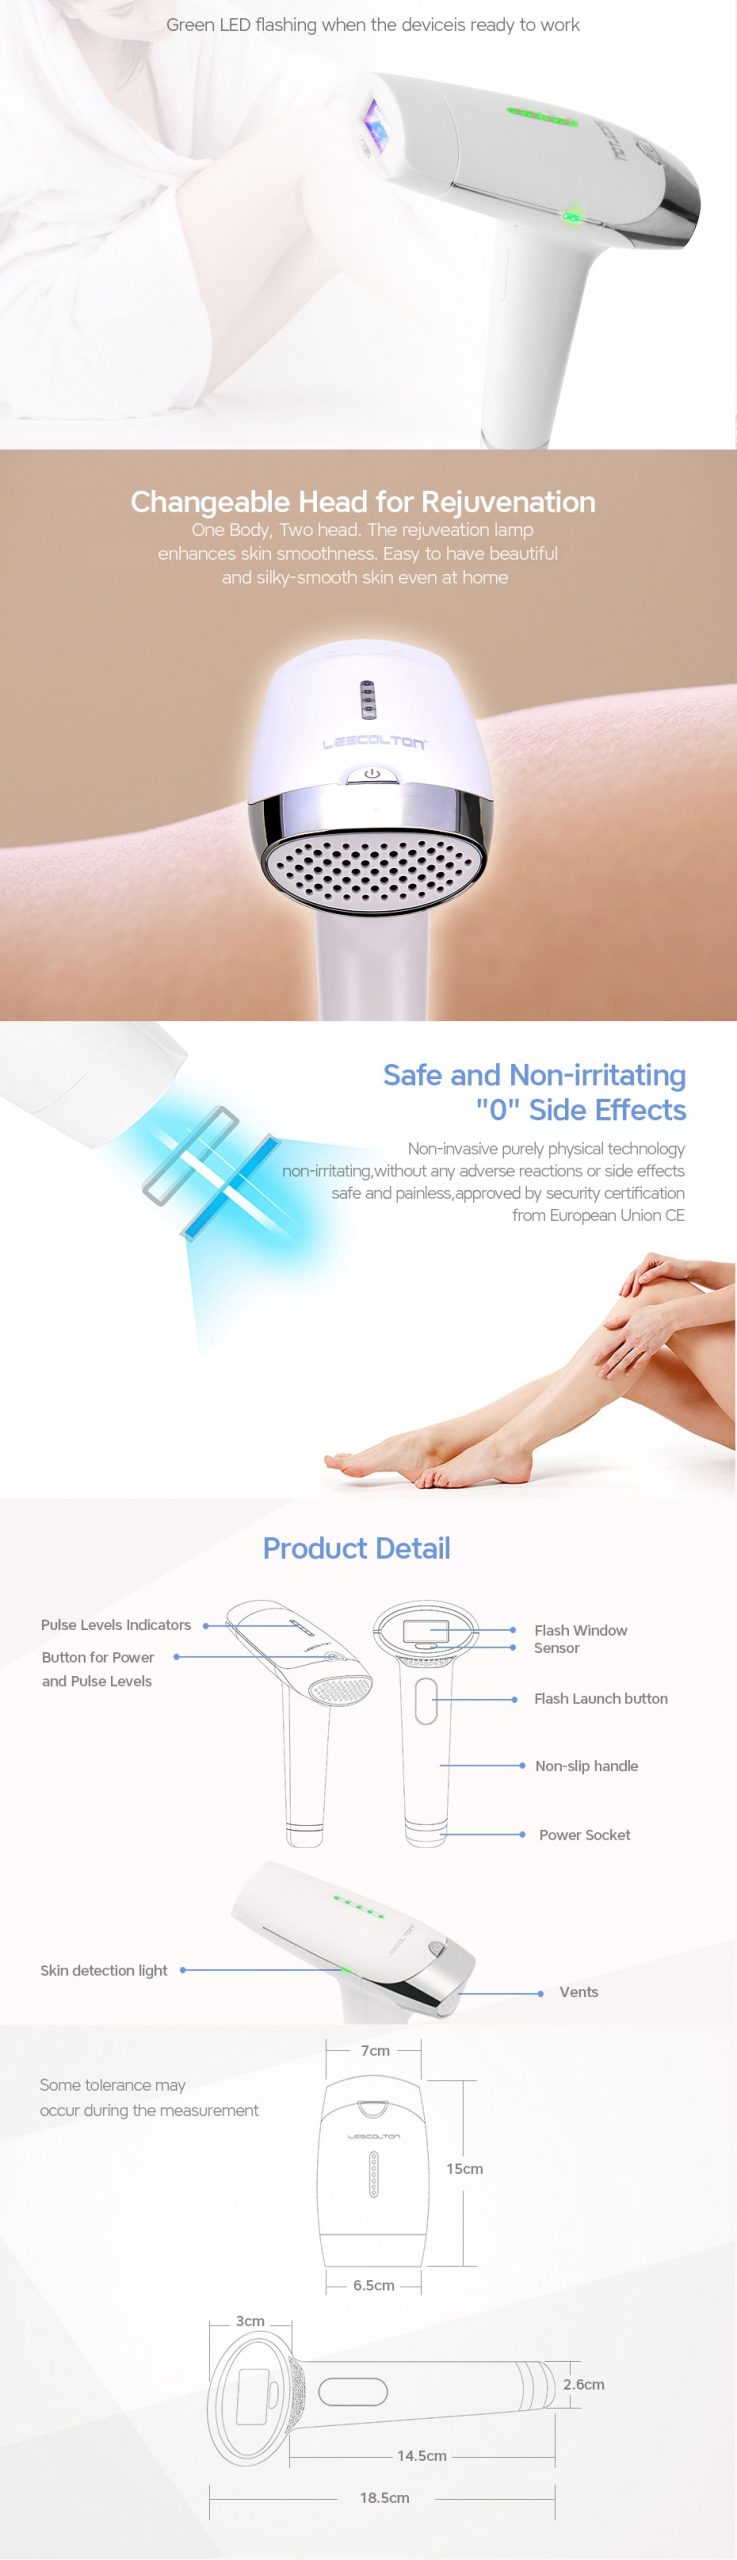 Green LED flashing when the deviceis ready to work
Changeable Head for Rejuvenation
One Body, Two head. The rejuveation lamp
enhances skin smoothness. Easy to have beautiful
and silky-smooth skin even at home
LESCOLTON
Safe and Non-irritating
"0" Side Effects
Non-invasive purely physical technology
non-irritating,without any adverse reactions or side effects
safe and painless,approved by security certification
from European Union CE
Product Detail
Pulse Levels Indicators
Button for Power
and Pulse Levels
Flash Window
Sensor
Flash Launch button
Non-slip handle
Power Socket
LESCOLTON
Skin detection light
Vents
Some tolerance may
occur during the measurement
7cm
LESCOLTON
15cm
6.5cm
3cm
2.6cm
14.5cm
18.5cm